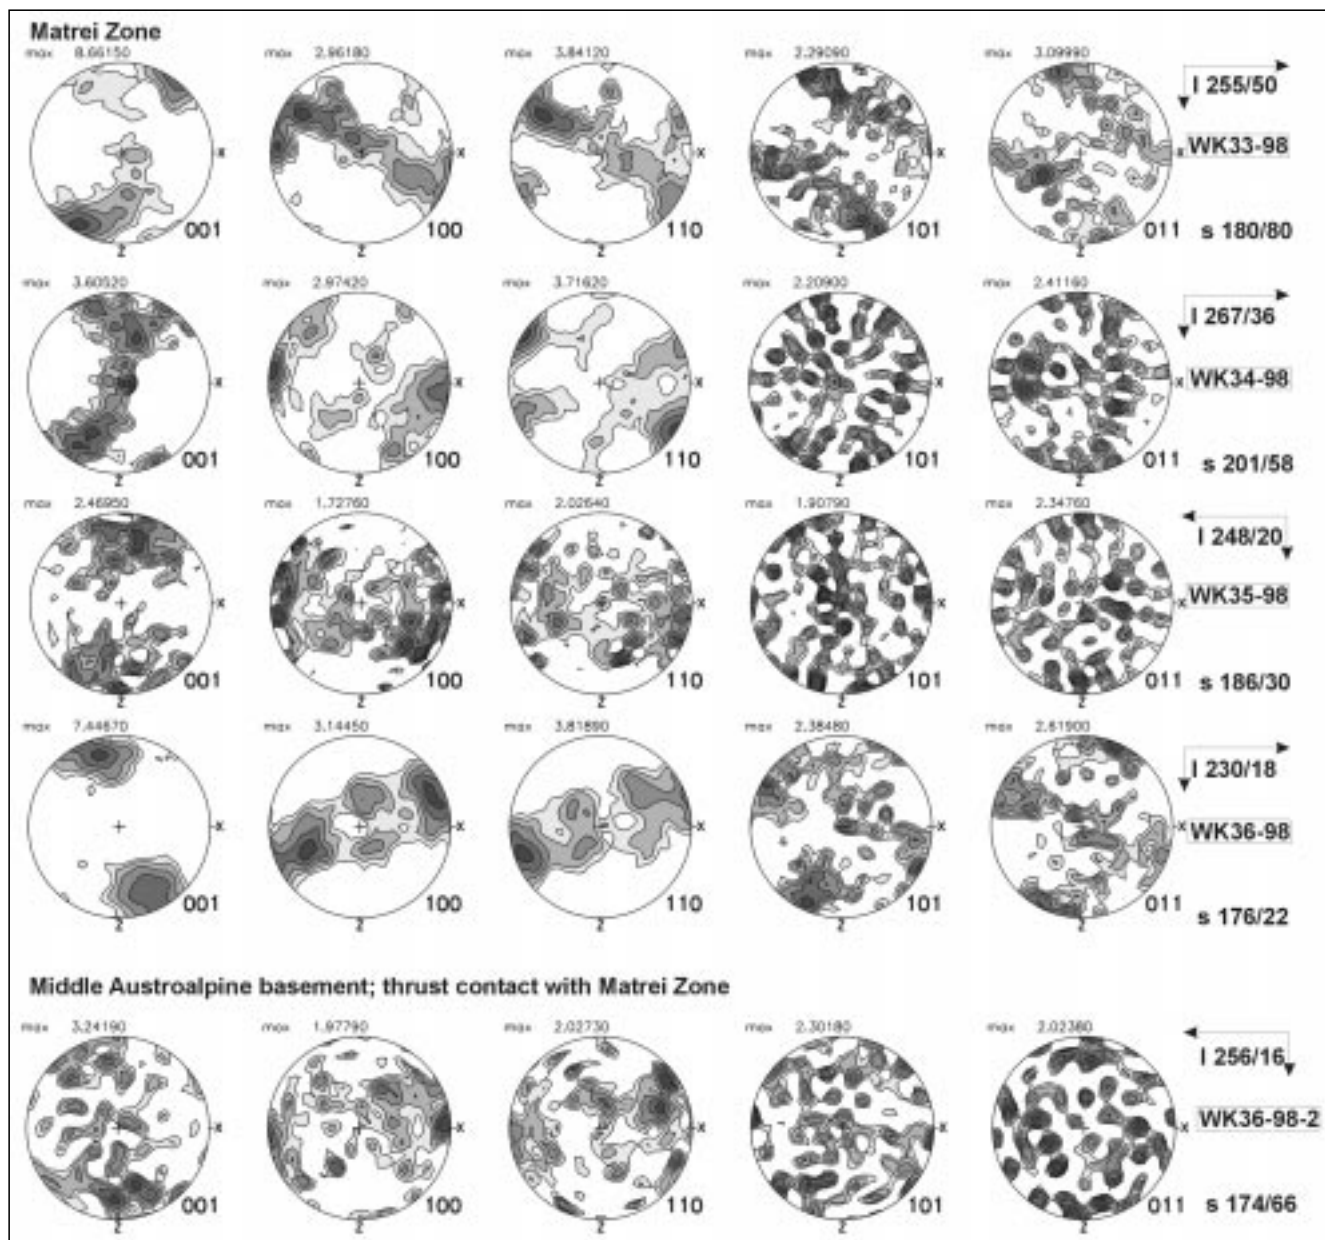 Matrei Zone
max 8.66150 max 2.96180 max 3.84120 max 2.29090 max 3.09990
l 255/50
x x x x x
WK33-98
001 100 110 101 011 s 180/80
z z z z z
max 3.60520 max 2.97420 max 3.71620 max 2.20900 max 2.41160
l 267/36
x x x x x
WK34-98
001 100 110 101 011 s 201/58
z z z z z
max 2.46950 max 1.72760 max 2.02640 max 1.90790 max 2.34760
l 248/20
x x x x x
WK35-98
001 100 110 101 011 s 186/30
z z z z z
max 7.44670 max 3.14450 max 3.81890 max 2.38480 max 2.61900
l 230/18
x x x x x
WK36-98
001 100 110 101 011 s 176/22
z z z z z
Middle Austroalpine basement; thrust contact with Matrei Zone
max 3.24190 max 1.97790 max 2.02730 max 2.30180 max 2.02380
l 256/16
x x x x x
WK36-98-2
001 100 110 101 011 s 174/66
z z z z z